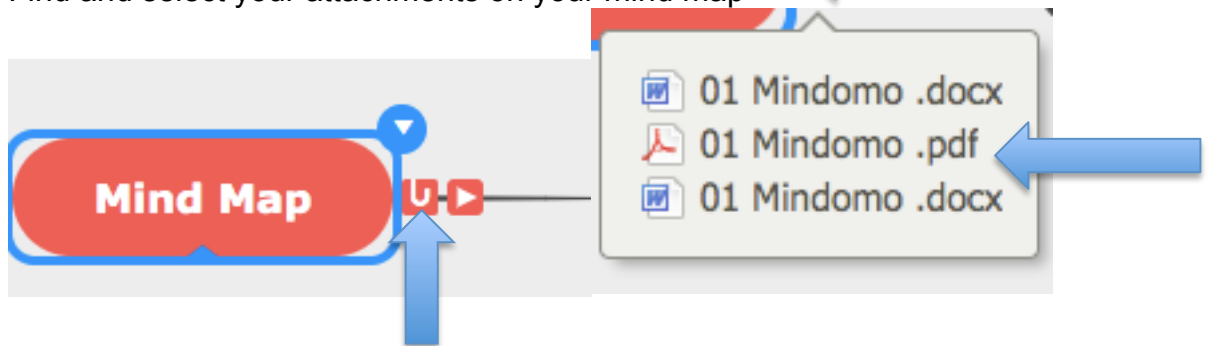 Find and select your attachments on your mind map
01 Mindomo .docx
01 Mindomo .pdf
01 Mindomo .docx
Mind Map